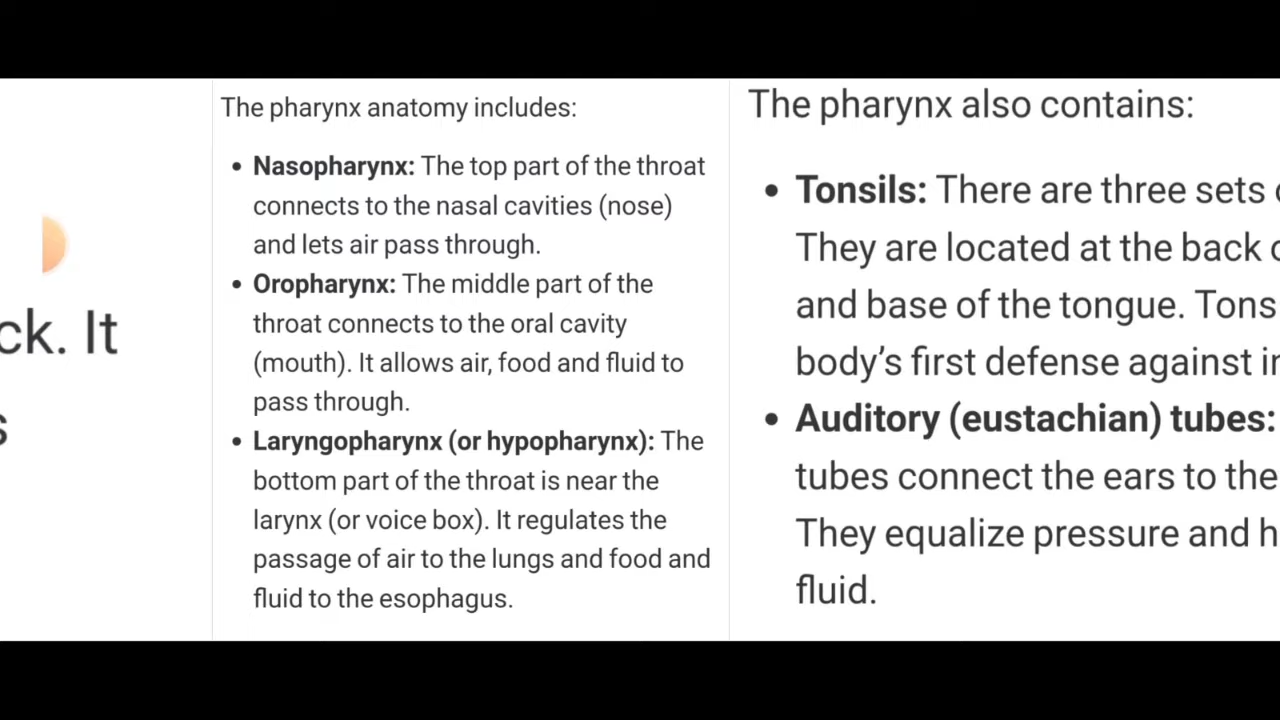 ck. It
s
The pharynx anatomy includes:
• Nasopharynx: The top part of the throat
connects to the nasal cavities (nose)
and lets air pass through.
• Oropharynx: The middle part of the
throat connects to the oral cavity
(mouth). It allows air, food and fluid to
pass through.
• Laryngopharynx (or hypopharynx): The
bottom part of the throat is near the
larynx (or voice box). It regulates the
passage of air to the lungs and food and
fluid to the esophagus.
The pharynx also contains:
• Tonsils: There are three sets
They are located at the back
and base of the tongue. Tons
body’s first defense against
• Auditory (eustachian) tubes:
tubes connect the ears to the
They equalize pressure and h
fluid.